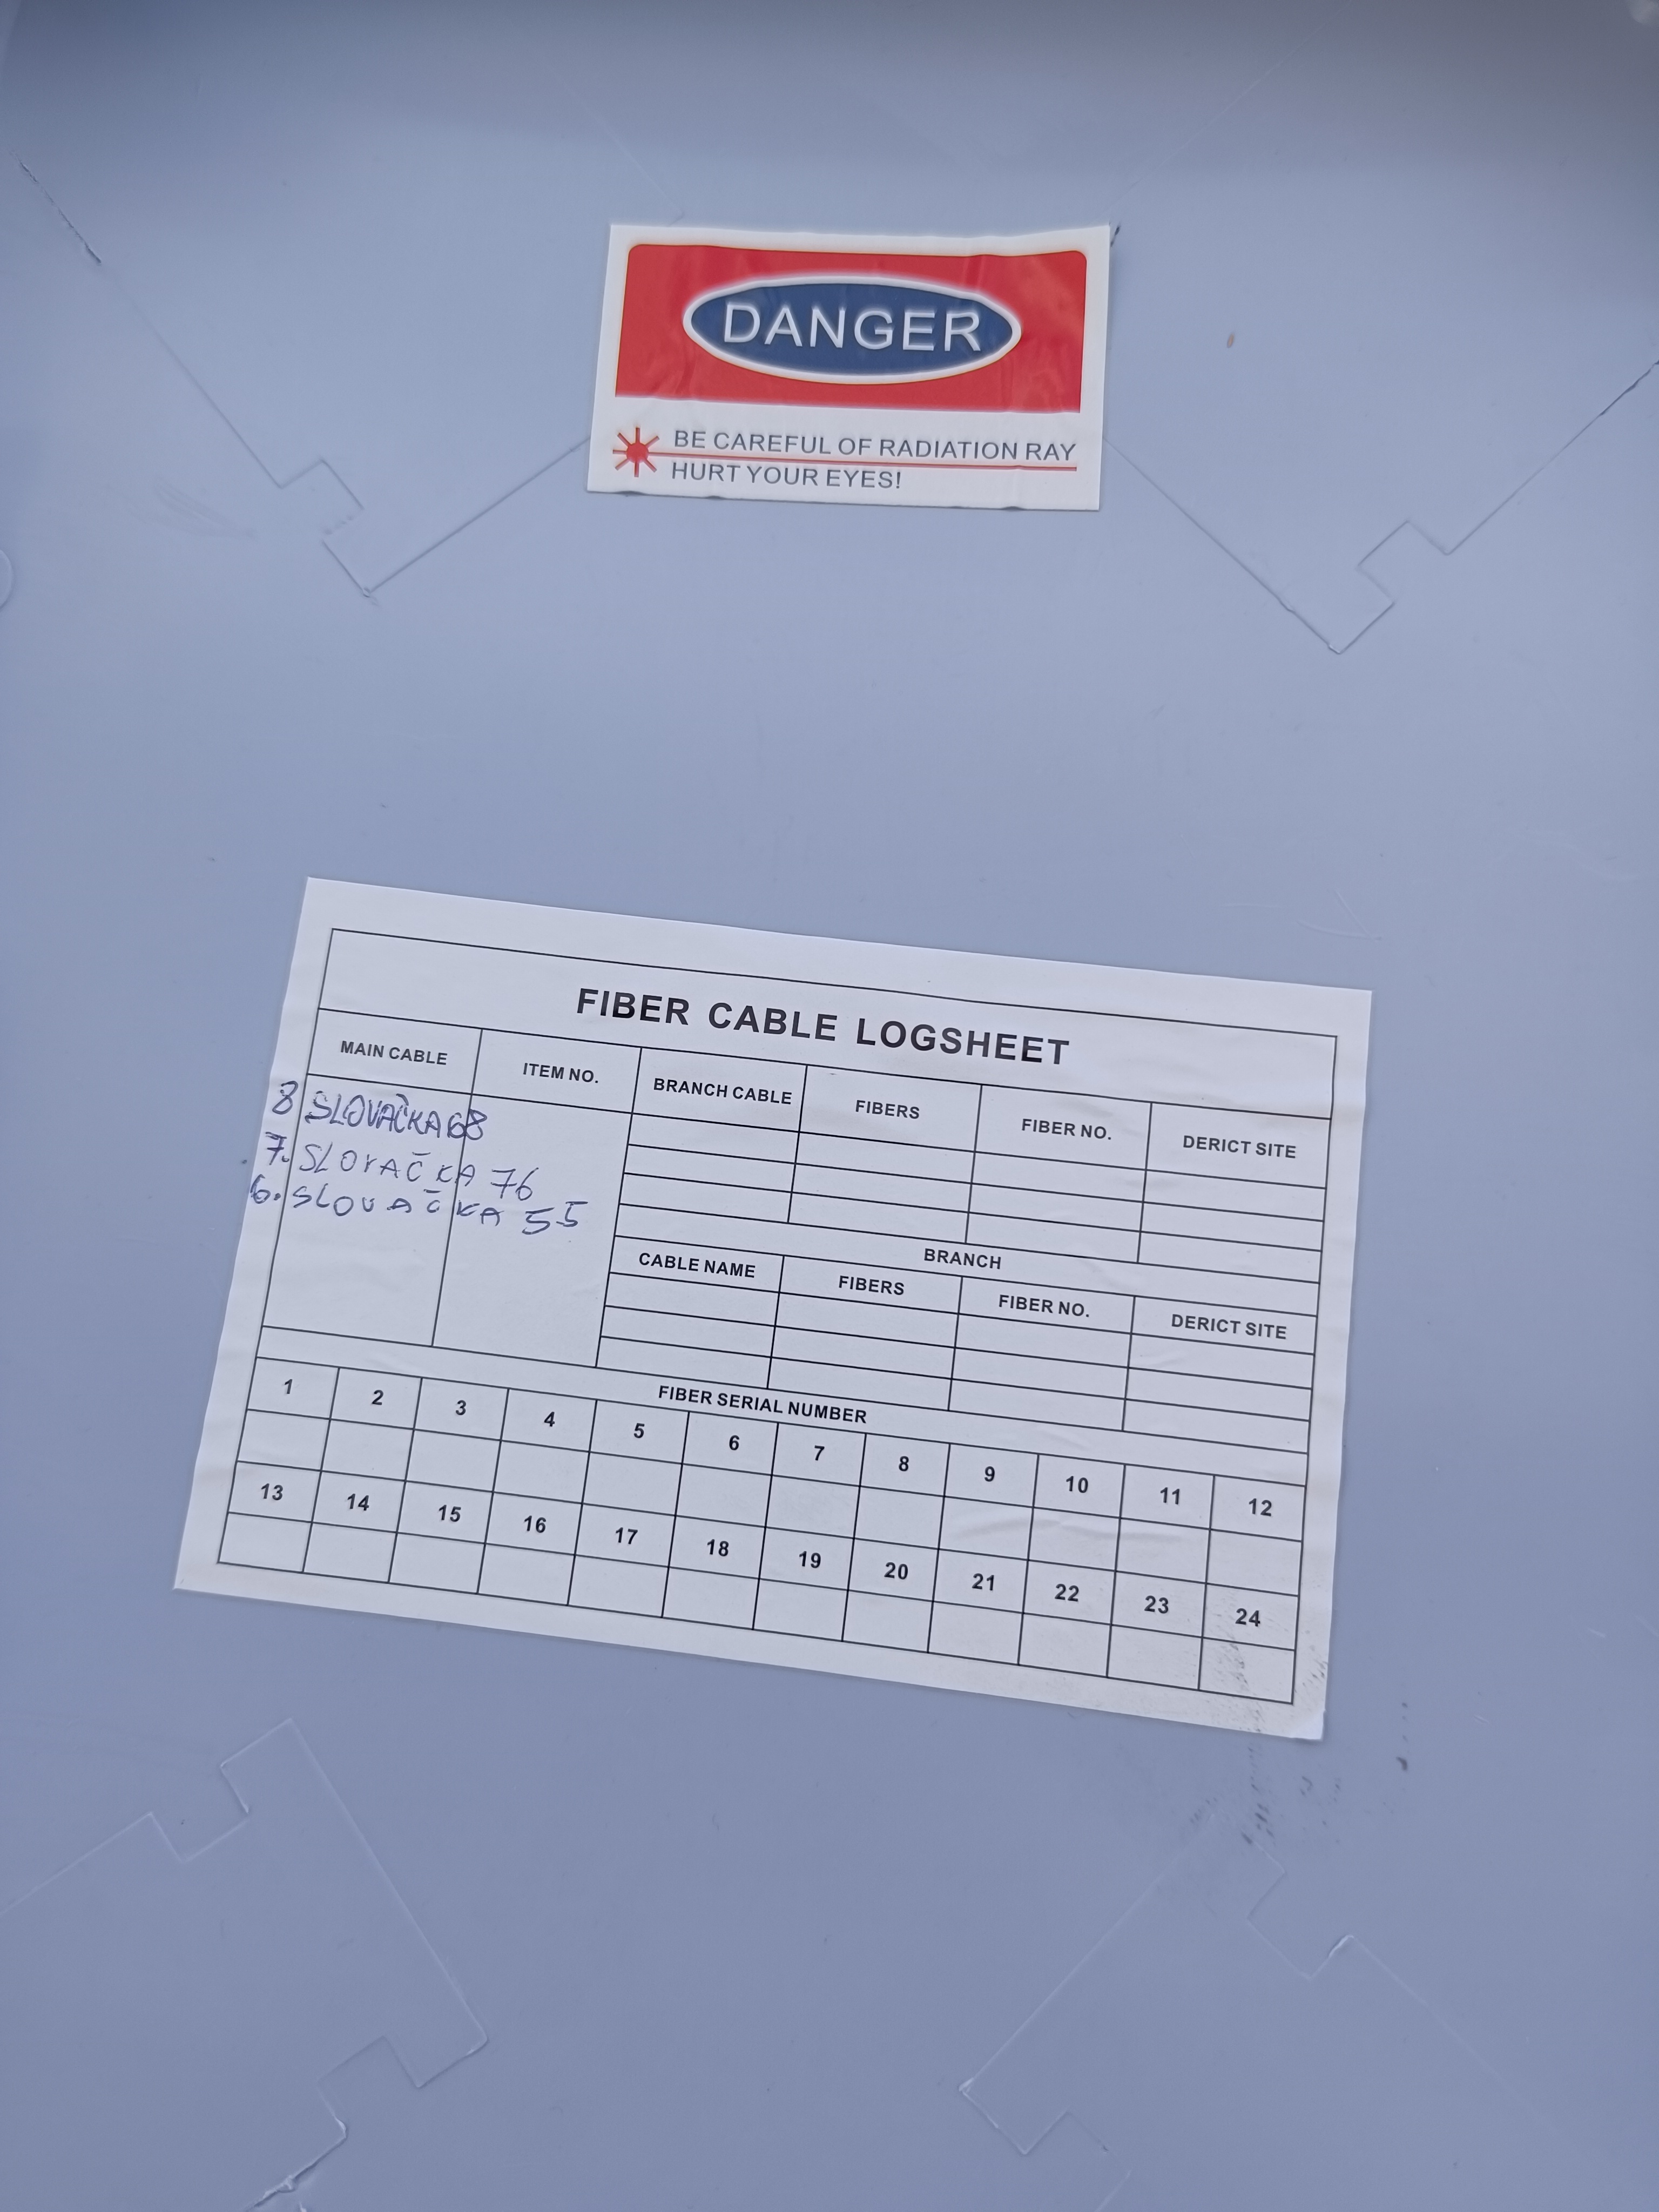 DANGER
BE CAREFUL OF RADIATION RAY
HURT YOUR EYES!
FIBER CABLE LOGSHEET
MAIN CABLE ITEM NO. BRANCH CABLE FIBERS FIBER NO. DERICT SITE
8 SLOVAČKA 68
7. SLOVAČKA 76
6. SLOVAČKA 55
BRANCH
CABLE NAME FIBERS FIBER NO. DERICT SITE
FIBER SERIAL NUMBER
1 2 3 4 5 6 7 8 9 10 11 12
13 14 15 16 17 18 19 20 21 22 23 24